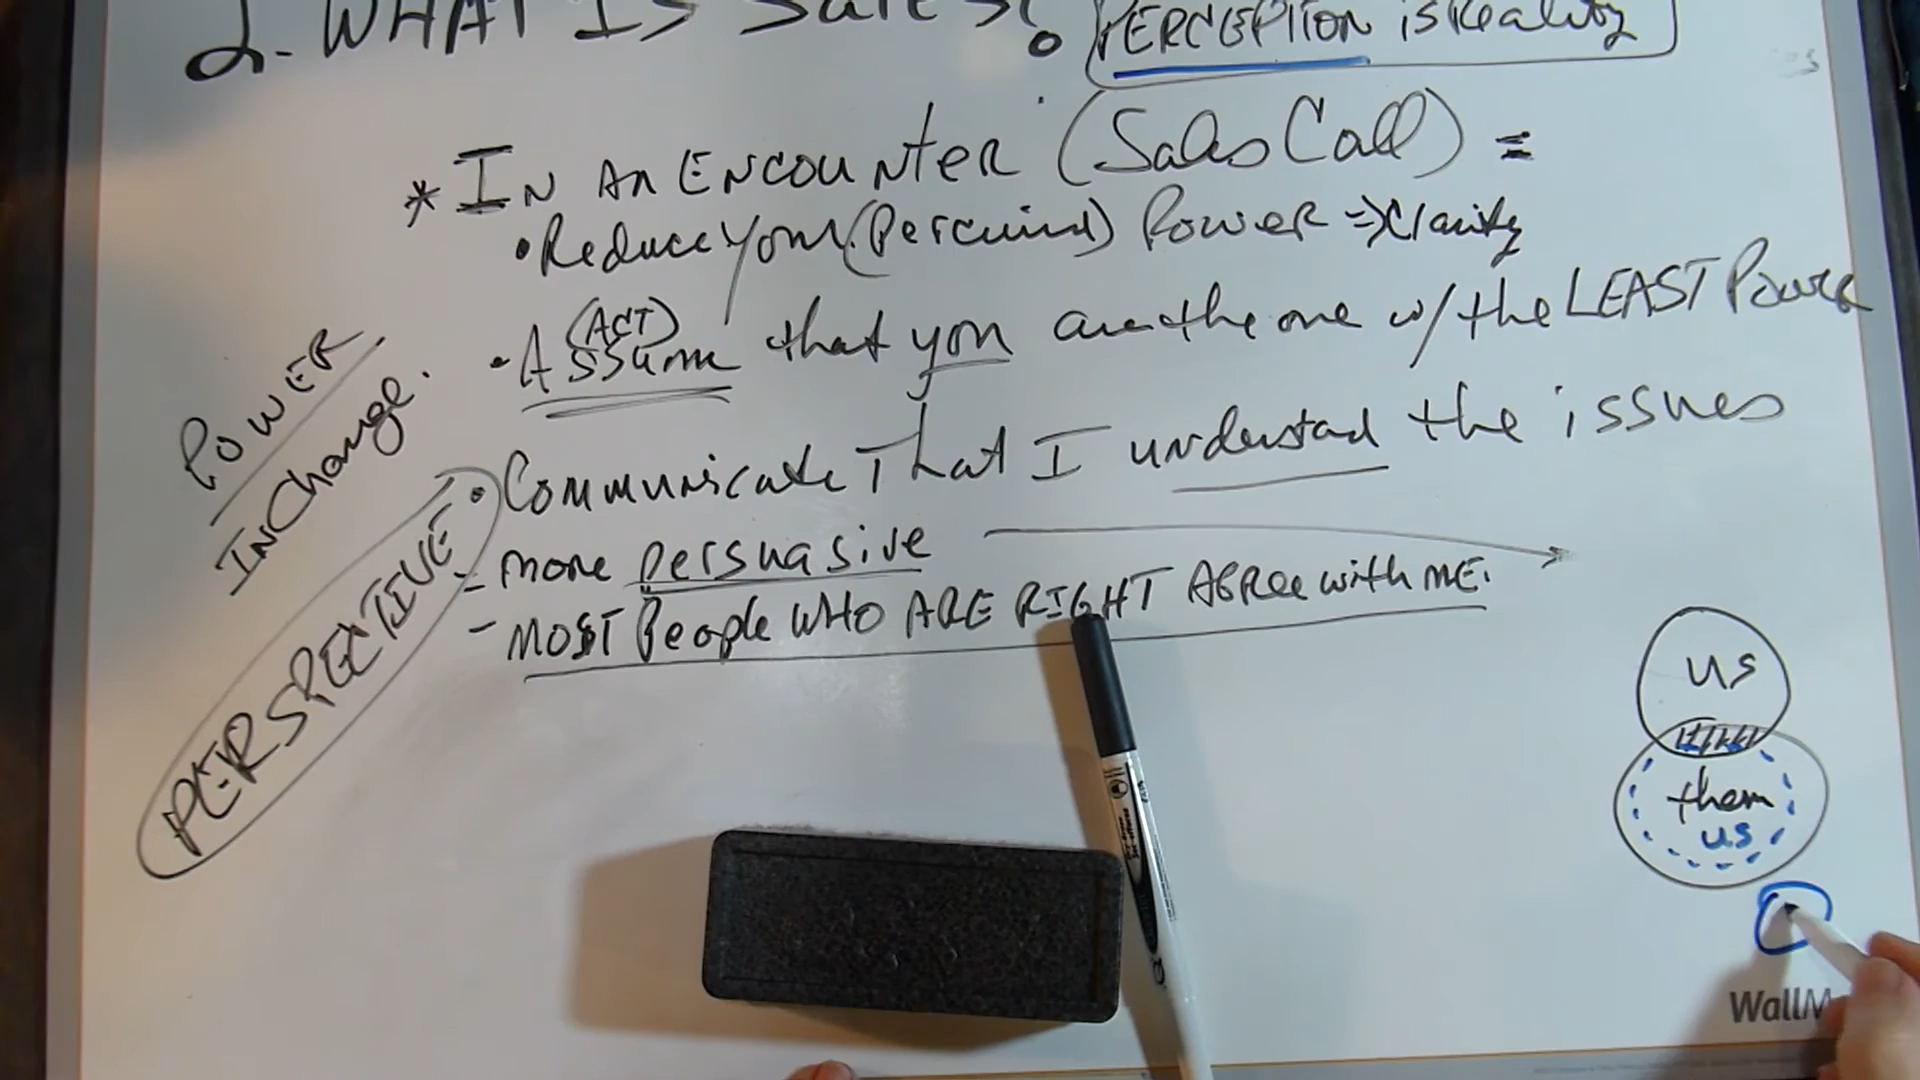 2. WHAT IS Sales?
PERCEPTION is Reality
* IN AN ENCOUNTER (Sales Call) =
• Reduce your (Perceived) Power => Clarity
(ACT)
• Assume that you are the one w/ the LEAST Power
• Communicate That I understand the issues
- more persuasive
- MOST People WHO ARE RIGHT AGREE with ME.
POWER
IN Change.
PERSPECTIVE
us
them
us
WallM